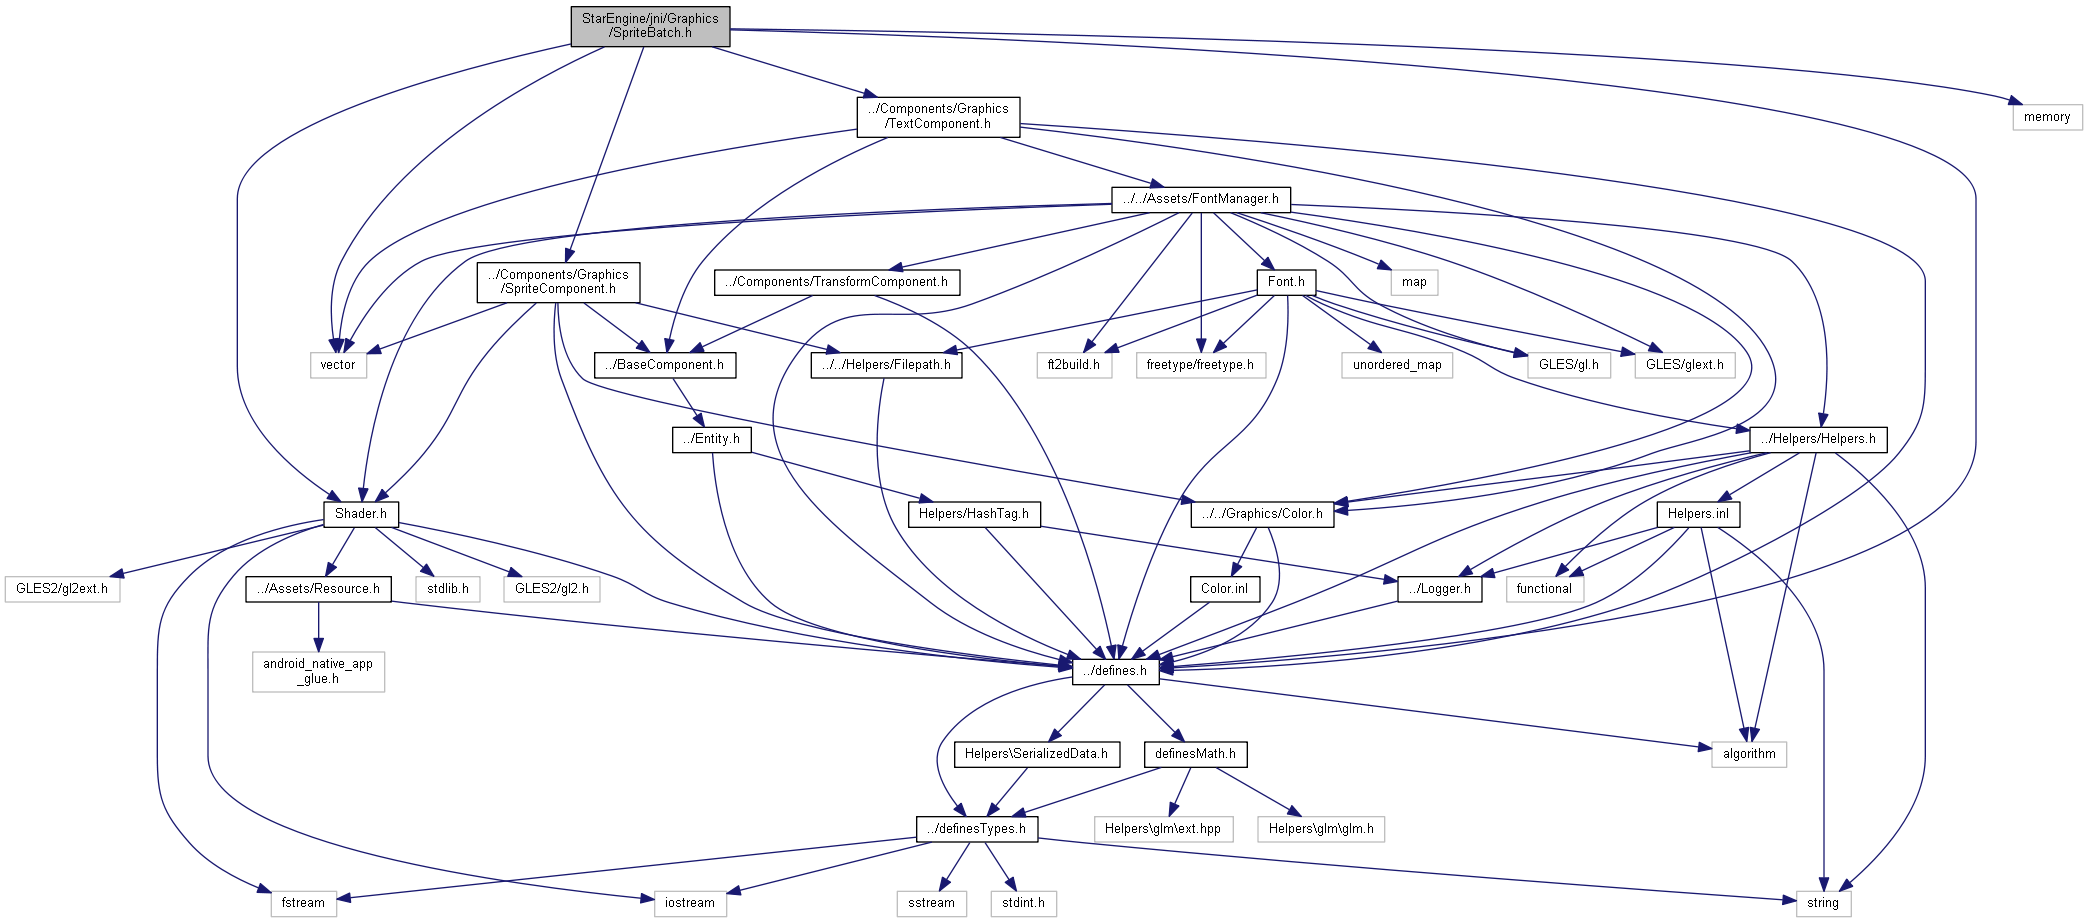 StarEngine/jni/Graphics
/SpriteBatch.h
../Components/Graphics
/TextComponent.h
memory
../../Assets/FontManager.h
../Components/Graphics
/SpriteComponent.h
../Components/TransformComponent.h
Font.h
map
vector
../BaseComponent.h
../../Helpers/Filepath.h
ft2build.h
freetype/freetype.h
unordered_map
GLES/gl.h
GLES/glext.h
../Entity.h
../Helpers/Helpers.h
Shader.h
Helpers/HashTag.h
../../Graphics/Color.h
Helpers.inl
GLES2/gl2ext.h
../Assets/Resource.h
stdlib.h
GLES2/gl2.h
Color.inl
../Logger.h
functional
android_native_app
_glue.h
../defines.h
Helpers\SerializedData.h
definesMath.h
algorithm
../definesTypes.h
Helpers\glm\ext.hpp
Helpers\glm\glm.h
fstream
iostream
sstream
stdint.h
string